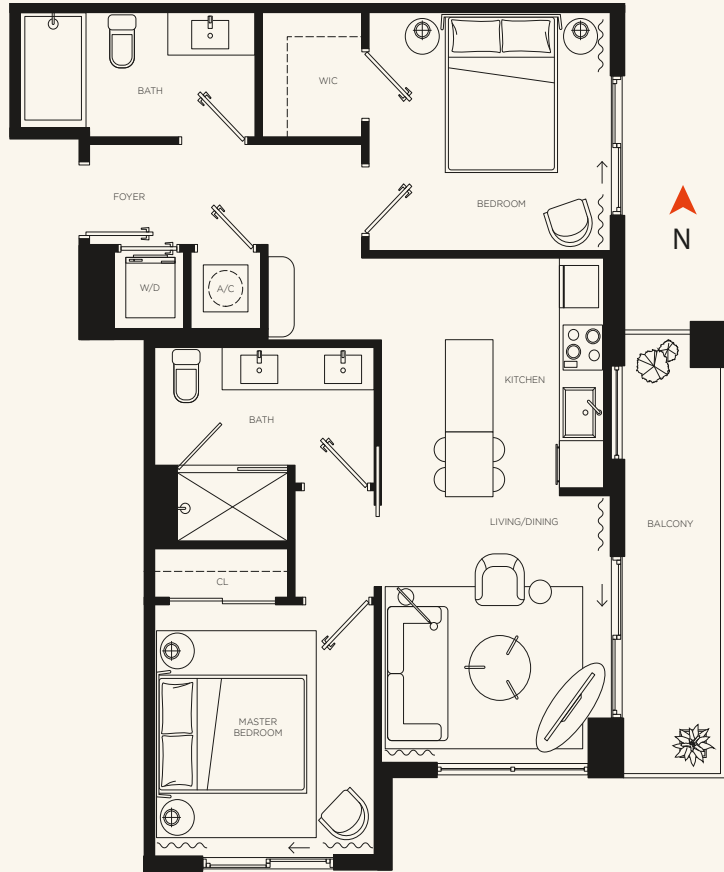 BATH
WIC
FOYER
BEDROOM
N
W/D
A/C
KITCHEN
BATH
LIVING/DINING
BALCONY
CL
MASTER
BEDROOM